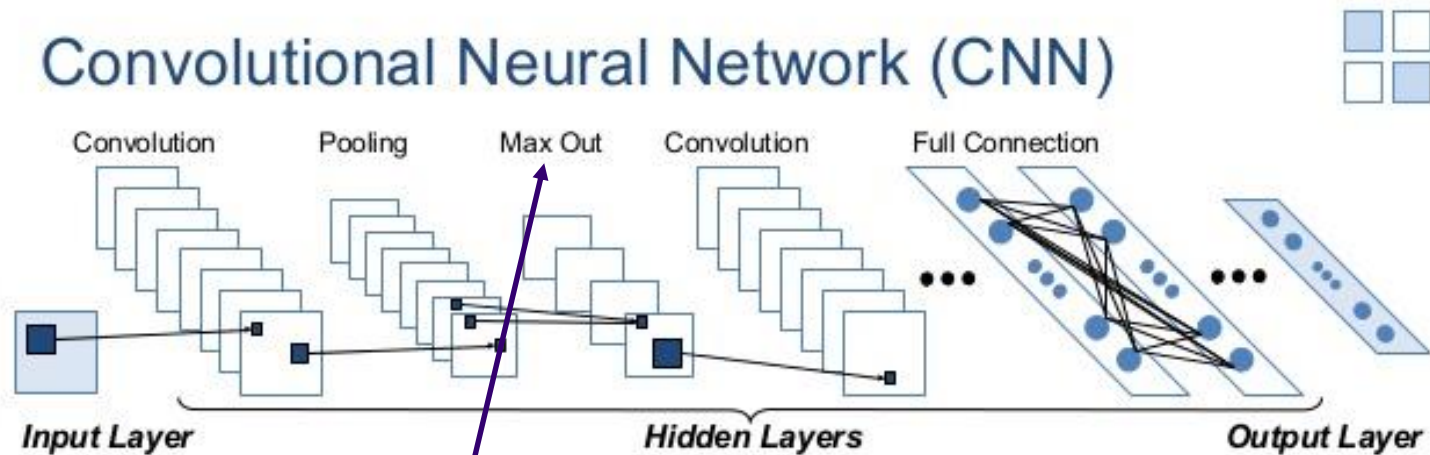 Convolutional Neural Network (CNN)
Convolution Pooling Max Out Convolution Full Connection
Input Layer Hidden Layers Output Layer